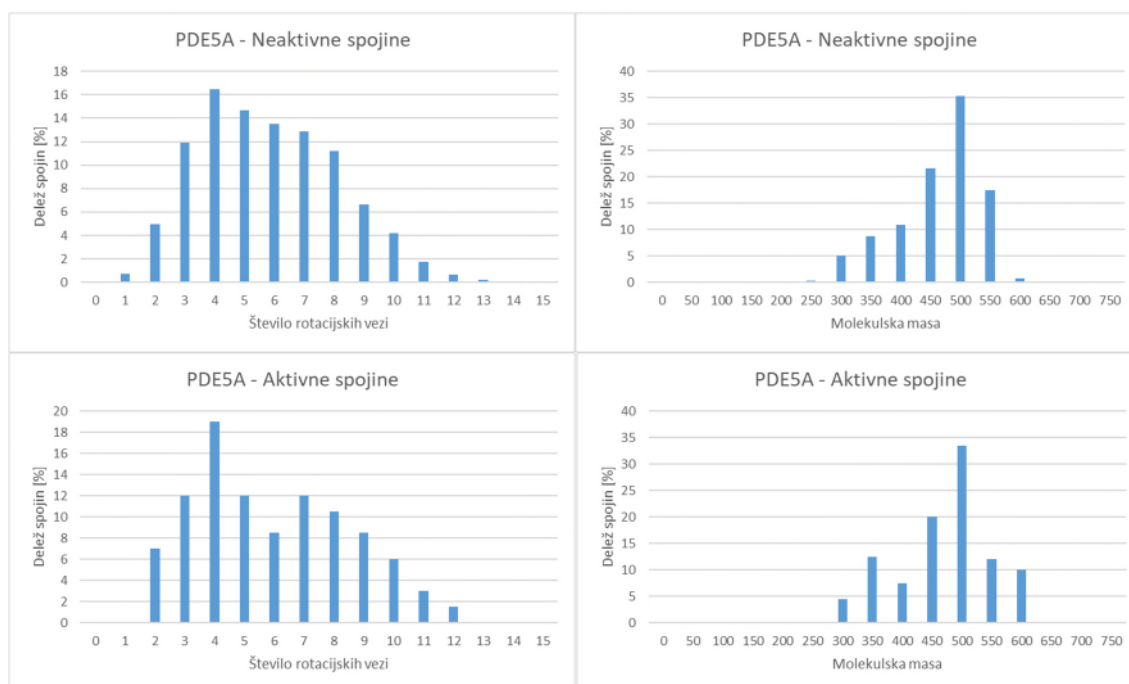 PDE5A - Neaktivne spojine
Delež spojin [%]
18
16
14
12
10
8
6
4
2
0
0 1 2 3 4 5 6 7 8 9 10 11 12 13 14 15
Število rotacijskih vezi
PDE5A - Neaktivne spojine
Delež spojin [%]
40
35
30
25
20
15
10
5
0
0 50 100 150 200 250 300 350 400 450 500 550 600 650 700 750
Molekulska masa
PDE5A - Aktivne spojine
Delež spojin [%]
20
18
16
14
12
10
8
6
4
2
0
0 1 2 3 4 5 6 7 8 9 10 11 12 13 14 15
Število rotacijskih vezi
PDE5A - Aktivne spojine
Delež spojin [%]
40
35
30
25
20
15
10
5
0
0 50 100 150 200 250 300 350 400 450 500 550 600 650 700 750
Molekulska masa